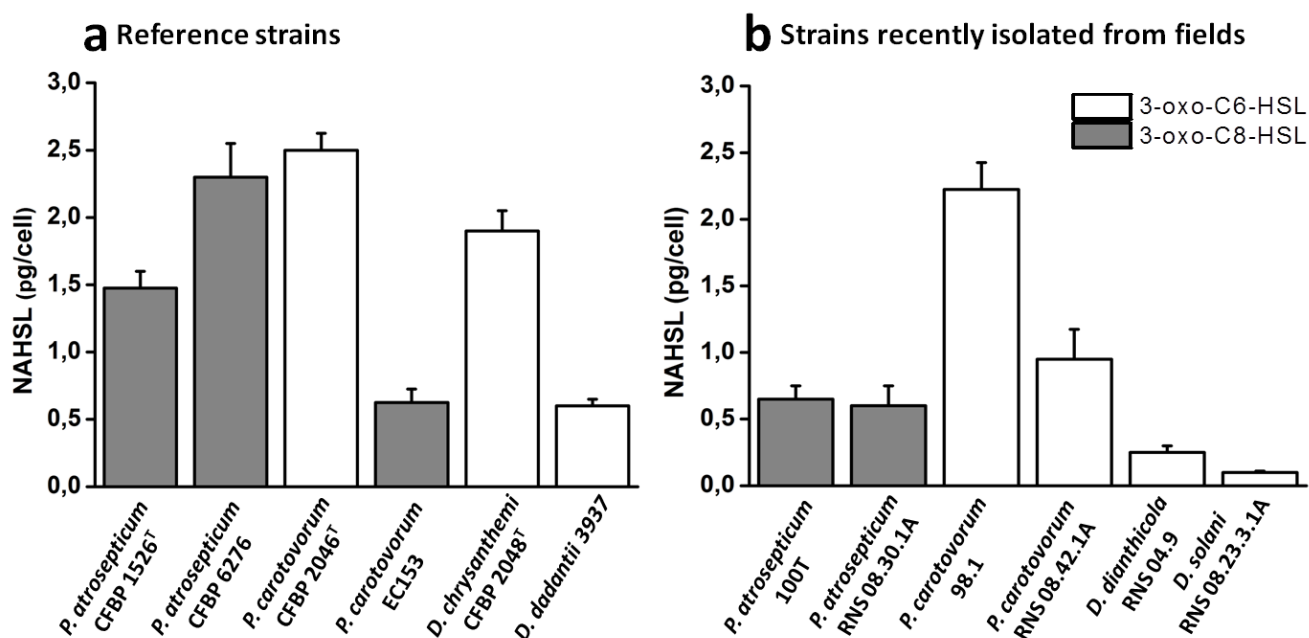 a Reference strains
3,0
2,5
2,0
1,5
1,0
0,5
0,0
NAHSL (pg/cell)
P. atrosepticum
CFBP 1526ᵀ
P. atrosepticum
CFBP 6276
P. carotovorum
CFBP 2046ᵀ
P. carotovorum
EC153
D. chrysanthemi
CFBP 2048ᵀ
D. dadantii 3937
b Strains recently isolated from fields
3-oxo-C6-HSL
3-oxo-C8-HSL
3,0
2,5
2,0
1,5
1,0
0,5
0,0
NAHSL (pg/cell)
P. atrosepticum
100T
P. atrosepticum
RNS 08.30.1A
P. carotovorum
98.1
P. carotovorum
RNS 08.42.1A
D. dianthicola
RNS 04.9
D. solani
RNS 08.23.3.1A